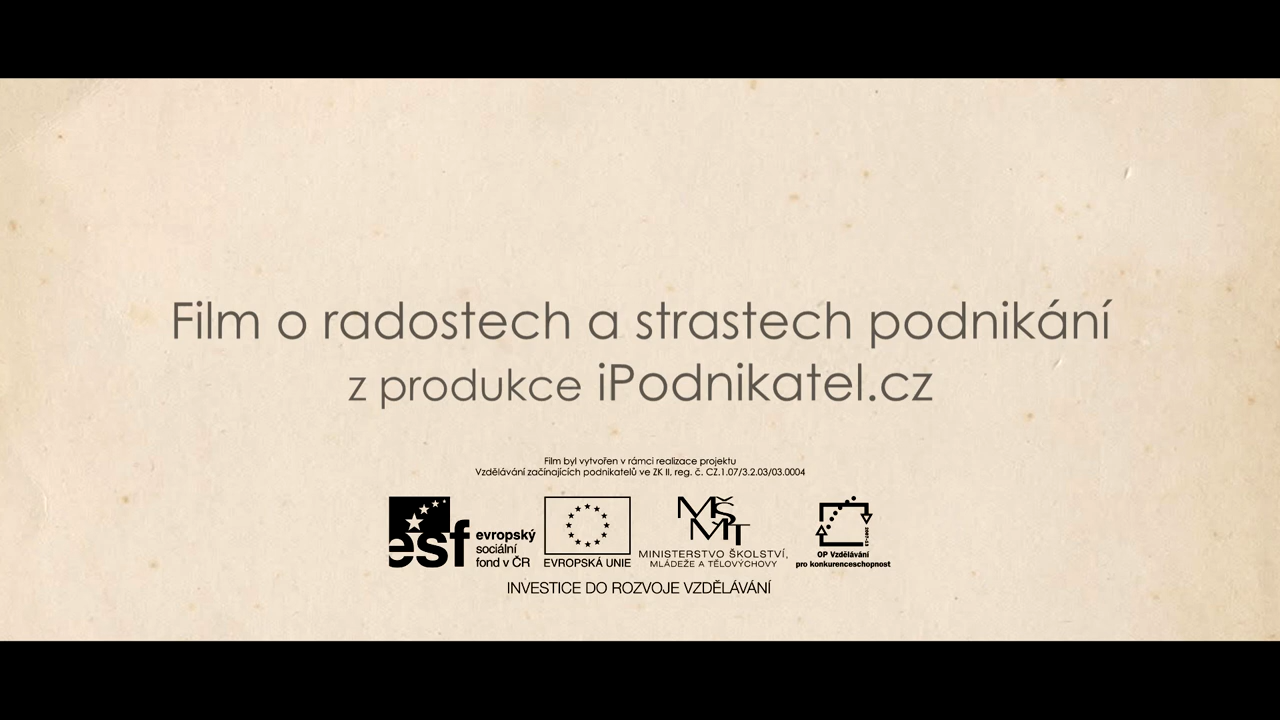 Film o radostech a strastech podnikání
z produkce iPodnikatel.cz
Film byl vytvořen v rámci realizace projektu
Vzdělávání začínajících podnikatelů ve ZK II. reg. č. CZ.1.07/3.2.03/03.0004
esf
evropský
sociální
fond v ČR
EVROPSKÁ UNIE
MŠMT
MINISTERSTVO ŠKOLSTVÍ,
MLÁDEŽE A TĚLOVÝCHOVY
2007-13
OP Vzdělávání
pro konkurenceschopnost
INVESTICE DO ROZVOJE VZDĚLÁVÁNÍ